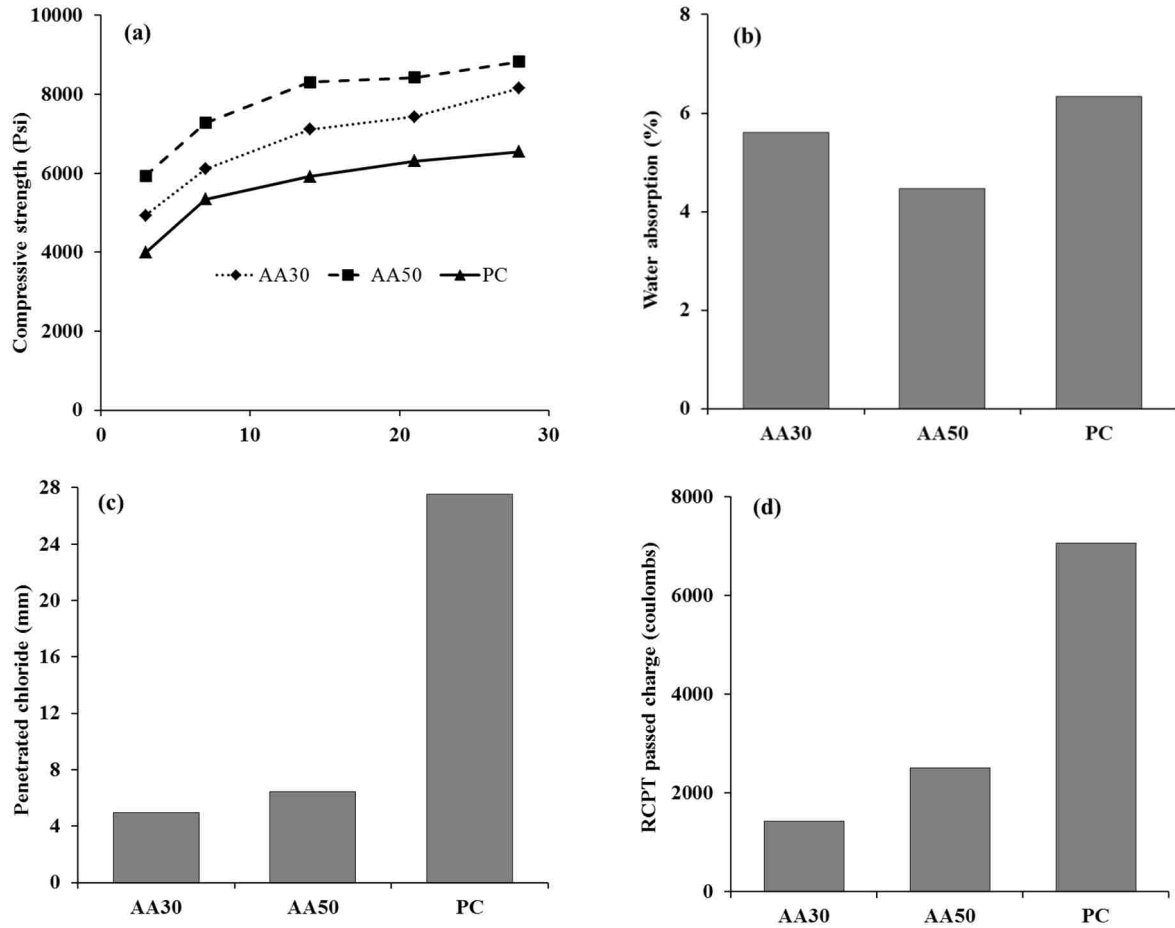 (a)
Compressive strength (Psi)
10000
8000
6000
4000
2000
0
0 10 20 30
AA30 AA50 PC
(b)
Water absorption (%)
8
6
4
2
0
AA30 AA50 PC
(c)
Penetrated chloride (mm)
28
24
20
16
12
8
4
0
AA30 AA50 PC
(d)
RCPT passed charge (coulombs)
8000
6000
4000
2000
0
AA30 AA50 PC